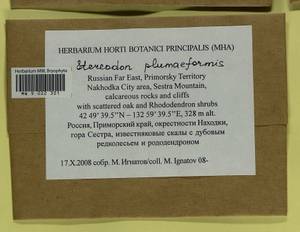 HERBARIUM HORTI BOTANICI PRINCIPALIS (MHA)
Stereodon plumaeformis
Russian Far East, Primorsky Territory
Nakhodka City area, Sestra Mountain,
calcareous rocks and cliffs
with scattered oak and Rhododendron shrubs
42 49' 39.5"N – 132 59' 39.5"E, 328 m alt.
Россия, Приморский край, окрестности Находки,
гора Сестра, известняковые скалы с дубовым
редколесьем и рододендроном
17.X.2008 собр. М. Игнатов/coll. M. Ignatov 08-
Herbarium MW, Bryophyta